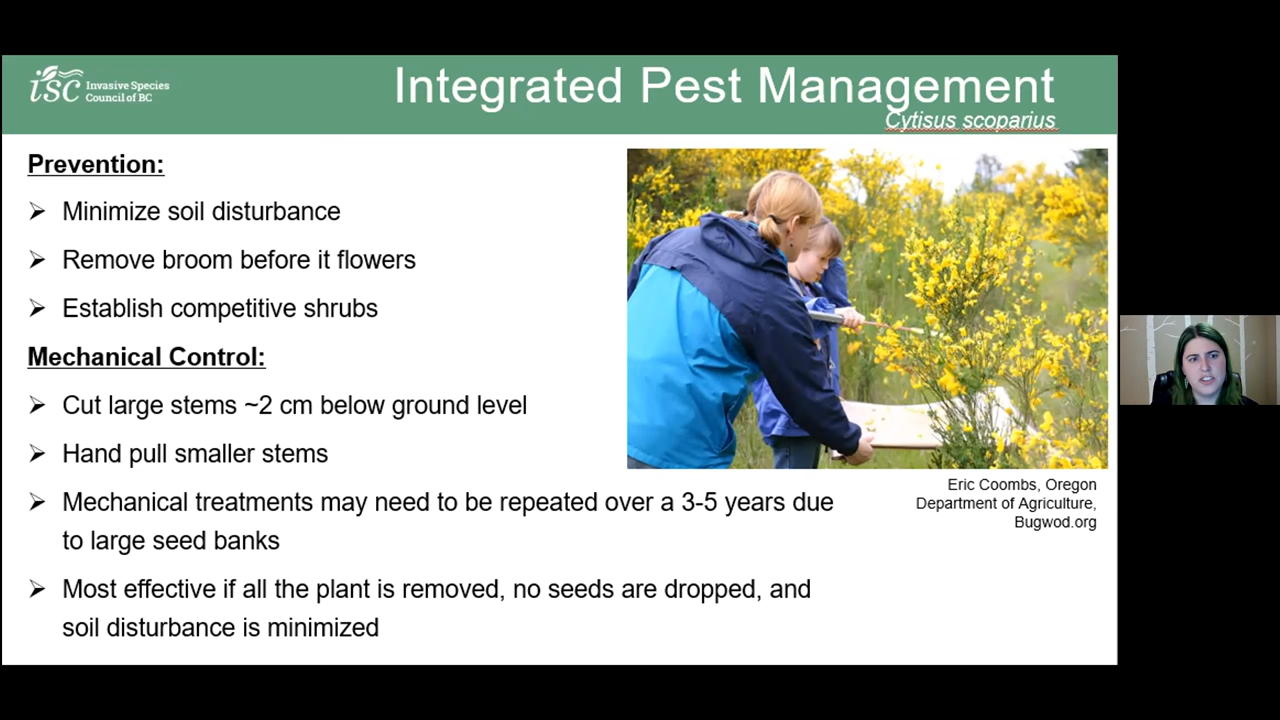 isc Invasive Species
Council of BC
Integrated Pest Management
Cytisus scoparius
Prevention:
➢ Minimize soil disturbance
➢ Remove broom before it flowers
➢ Establish competitive shrubs
Mechanical Control:
➢ Cut large stems ~2 cm below ground level
➢ Hand pull smaller stems
➢ Mechanical treatments may need to be repeated over a 3-5 years due
to large seed banks
➢ Most effective if all the plant is removed, no seeds are dropped, and
soil disturbance is minimized
Eric Coombs, Oregon
Department of Agriculture,
Bugwod.org